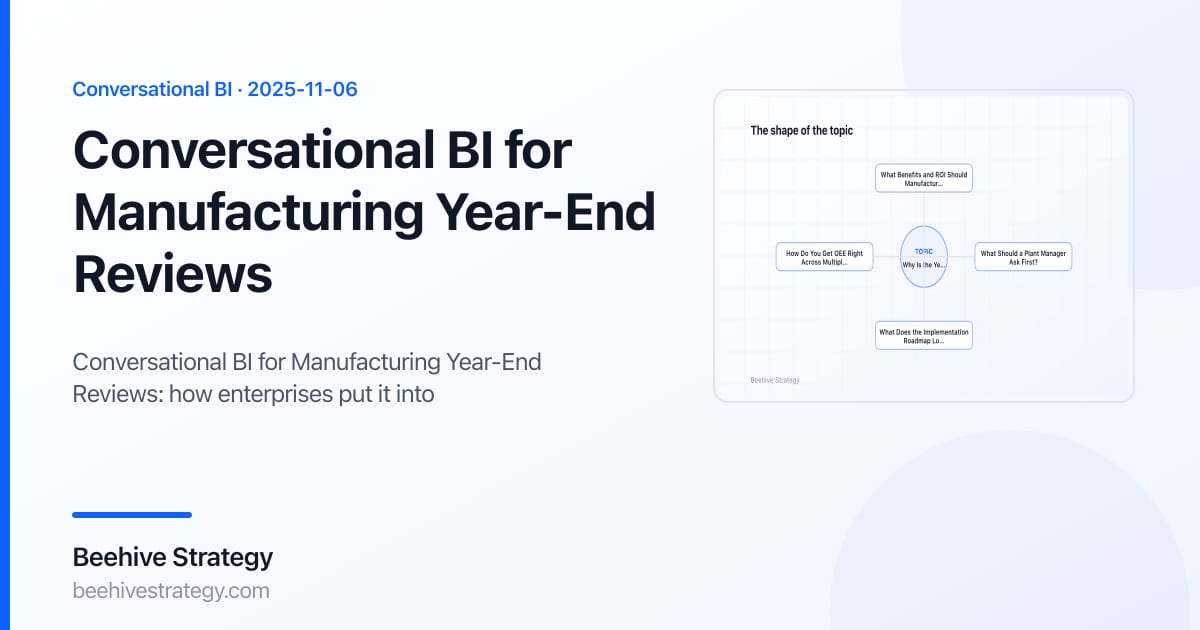 Conversational BI · 2025-11-06
Conversational BI for
Manufacturing Year-End
Reviews
Conversational BI for Manufacturing Year-End
Reviews: how enterprises put it into
Beehive Strategy
beehivestrategy.com
The shape of the topic
What Benefits and ROI Should
Manufactur...
How Do You Get OEE Right
Across Multipl...
TOPIC
Why Is the Ye...
What Should a Plant Manager
Ask First?
What Does the Implementation
Roadmap Lo...
Beehive Strategy